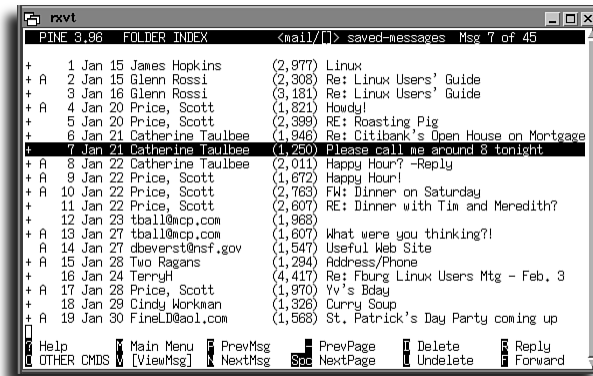 rxvt
PINE 3.96 FOLDER INDEX <mail/[]> saved-messages Msg 7 of 45
+ 1 Jan 15 James Hopkins (2,977) Linux
+ A 2 Jan 15 Glenn Rossi (2,308) Re: Linux Users' Guide
+ 3 Jan 16 Glenn Rossi (3,181) Re: Linux Users' Guide
+ A 4 Jan 20 Price, Scott (1,821) Howdy!
+ 5 Jan 20 Price, Scott (2,399) RE: Roasting Pig
+ 6 Jan 21 Catherine Taulbee (1,946) Re: Citibank's Open House on Mortgage
+ 7 Jan 21 Catherine Taulbee (1,250) Please call me around 8 tonight
+ A 8 Jan 22 Catherine Taulbee (2,011) Happy Hour? -Reply
+ A 9 Jan 22 Price, Scott (1,672) Happy Hour!
+ A 10 Jan 22 Price, Scott (2,763) FW: Dinner on Saturday
+ 11 Jan 22 Price, Scott (2,607) RE: Dinner with Tim and Meredith?
+ 12 Jan 23 tball@mcp.com (1,968)
+ A 13 Jan 27 tball@mcp.com (1,607) What were you thinking?!
A 14 Jan 27 dbeverst@nsf.gov (1,547) Useful Web Site
+ A 15 Jan 28 Two Ragans (1,294) Address/Phone
+ 16 Jan 24 TerryH (4,417) Re: Fburg Linux Users Mtg - Feb. 3
+ A 17 Jan 28 Price, Scott (1,970) Yv's Bday
+ 18 Jan 29 Cindy Workman (1,326) Curry Soup
+ A 19 Jan 30 FineLD@aol.com (1,568) St. Patrick's Day Party coming up
? Help M Main Menu P PrevMsg - PrevPage D Delete R Reply
O OTHER CMDS V [ViewMsg] N NextMsg Spc NextPage U Undelete F Forward